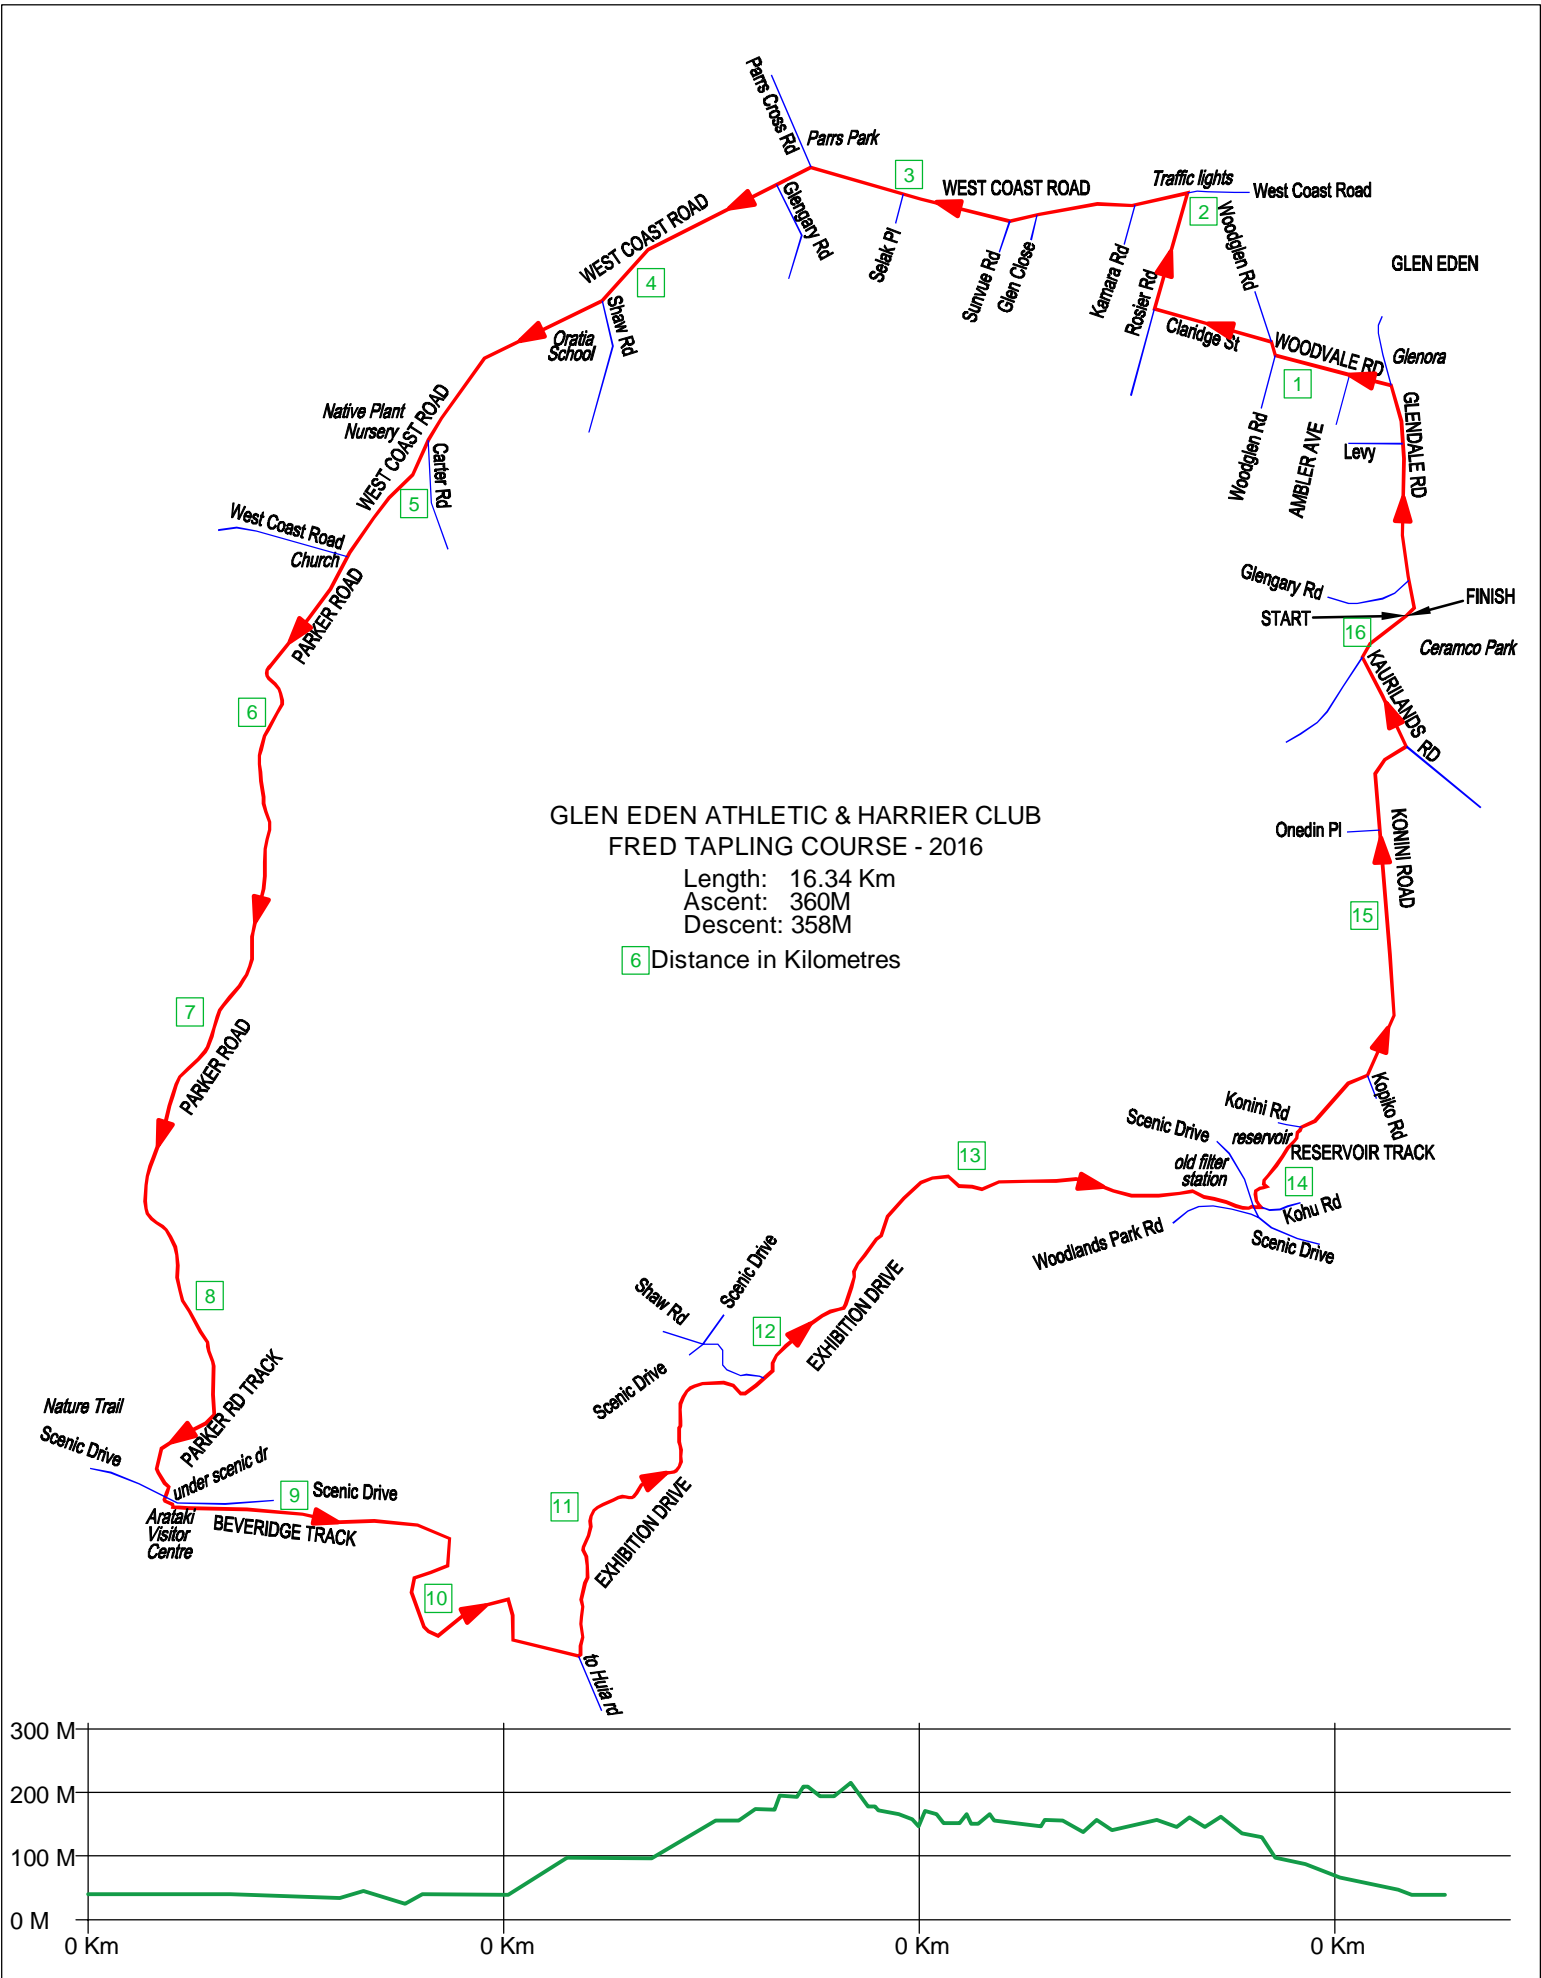 Parrs Cross Rd
Parrs Park
3
WEST COAST ROAD
Traffic lights
West Coast Road
2
Woodglen Rd
GLEN EDEN
Glengary Rd
WEST COAST ROAD
4
Selak Pl
Sunvue Rd
Glen Close
Kamara Rd
Rosier Rd
Claridge St
WOODVALE RD
Glenora
1
Shaw Rd
Oratia
School
Woodglen Rd
AMBLER AVE
Levy
GLENDALE RD
Native Plant
Nursery
WEST COAST ROAD
Carter Rd
5
West Coast Road
Church
PARKER ROAD
Glengary Rd
FINISH
START
16
Ceramco Park
KAURILANDS RD
6
GLEN EDEN ATHLETIC & HARRIER CLUB
FRED TAPLING COURSE - 2016
Length: 16.34 Km
Ascent: 360M
Descent: 358M
6 Distance in Kilometres
Onedin Pl
KONINI ROAD
15
7
PARKER ROAD
Kopiko Rd
Konini Rd
reservoir
Scenic Drive
RESERVOIR TRACK
old filter
station
14
Kohu Rd
Woodlands Park Rd
Scenic Drive
13
8
Shaw Rd
Scenic Drive
12
EXHIBITION DRIVE
Scenic Drive
PARKER RD TRACK
Nature Trail
Scenic Drive
under scenic dr
9
Scenic Drive
Arataki
Visitor
Centre
BEVERIDGE TRACK
11
EXHIBITION DRIVE
10
to Huia rd
300 M
200 M
100 M
0 M
0 Km
0 Km
0 Km
0 Km